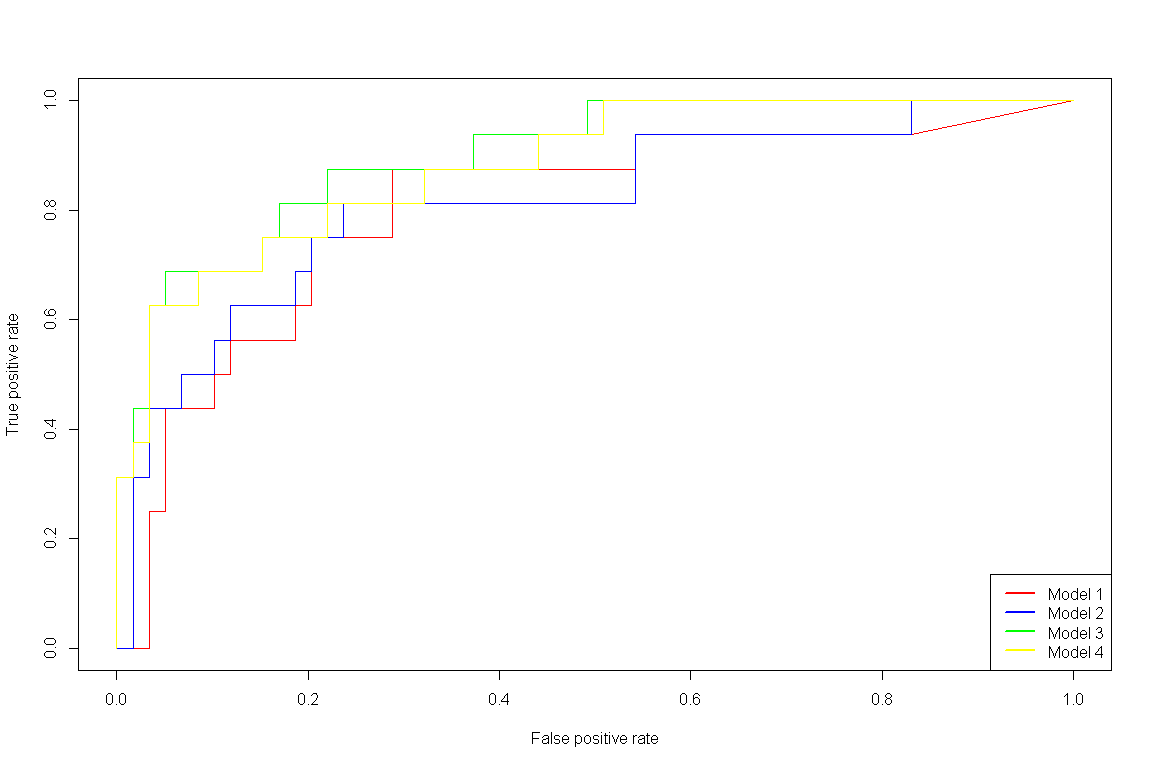 True positive rate
1.0
0.8
0.6
0.4
0.2
0.0
Model 1
Model 2
Model 3
Model 4
0.0 0.2 0.4 0.6 0.8 1.0
False positive rate